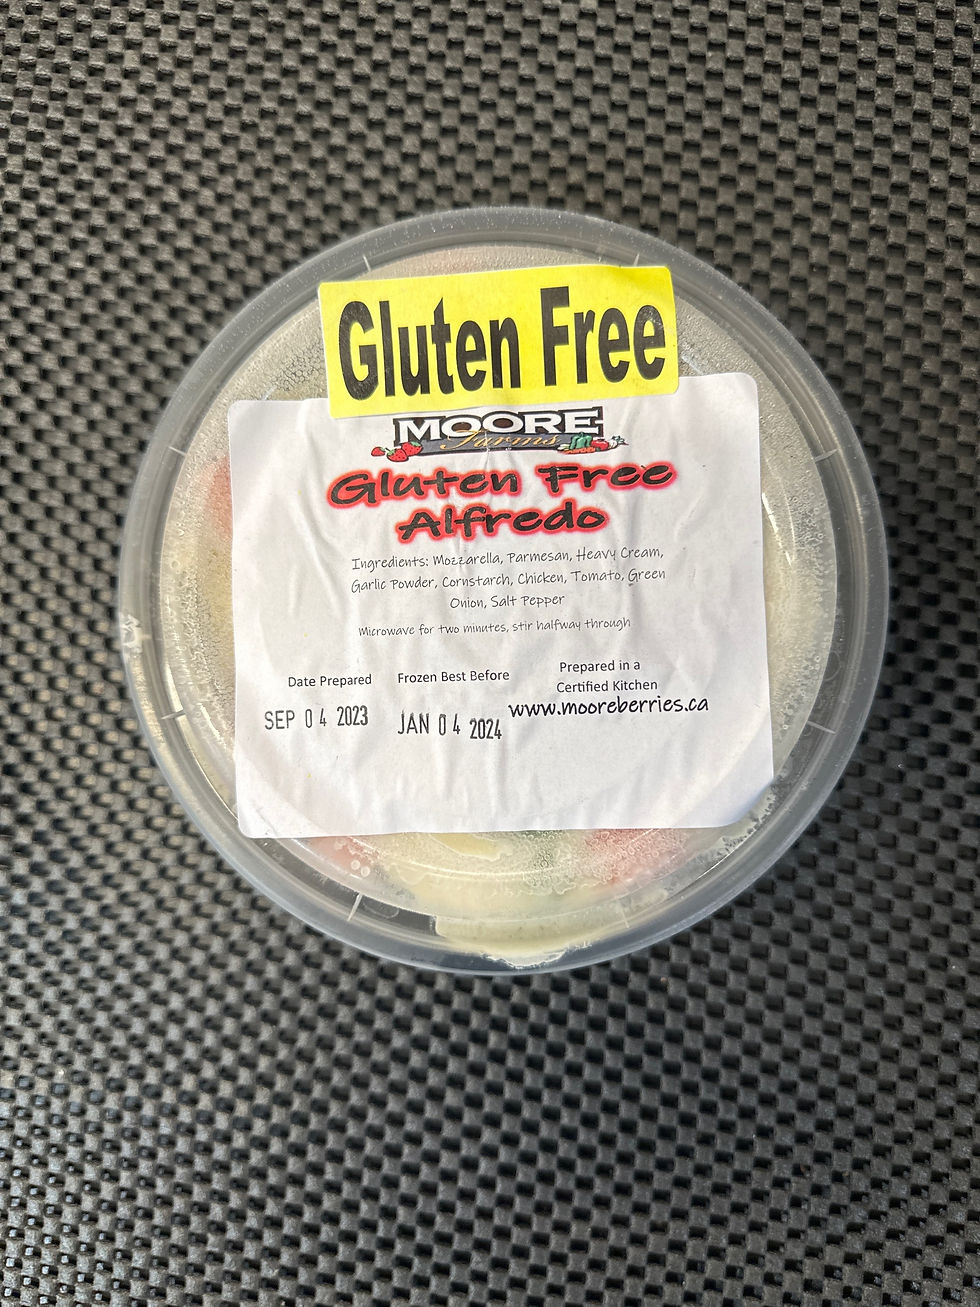 Gluten Free
MOORE
Farms
Gluten Free
Alfredo
Ingredients: Mozzarella, Parmesan, Heavy Cream,
Garlic Powder, Cornstarch, Chicken, Tomato, Green
Onion, Salt Pepper
Microwave for two minutes, stir halfway through
Date Prepared
SEP 04 2023
Frozen Best Before
JAN 04 2024
Prepared in a
Certified Kitchen
www.mooreberries.ca